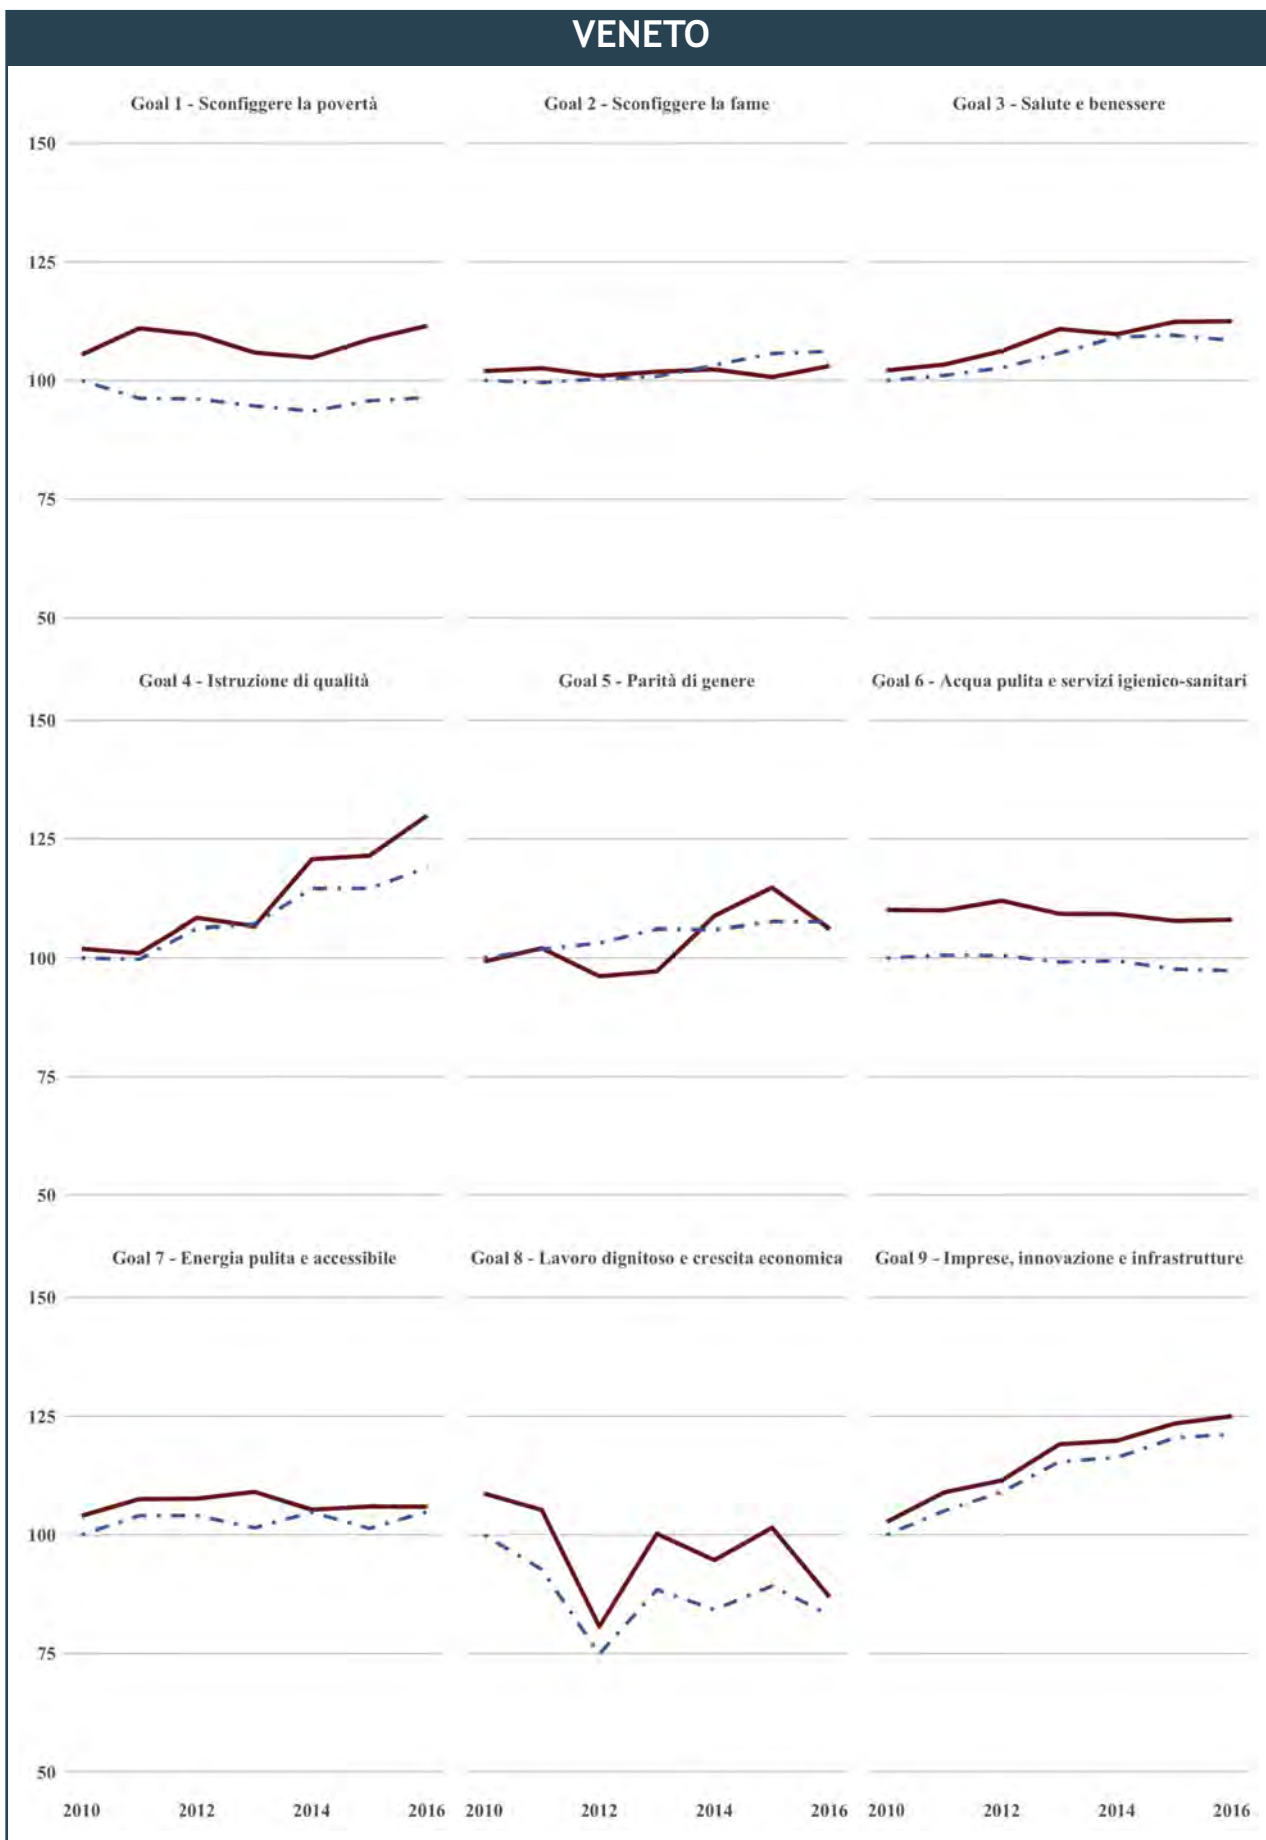 VENETO
Goal 1 - Sconfiggere la povertà
Goal 2 - Sconfiggere la fame
Goal 3 - Salute e benessere
150
125
100
75
50
Goal 4 - Istruzione di qualità
Goal 5 - Parità di genere
Goal 6 - Acqua pulita e servizi igienico-sanitari
150
125
100
75
50
Goal 7 - Energia pulita e accessibile
Goal 8 - Lavoro dignitoso e crescita economica
Goal 9 - Imprese, innovazione e infrastrutture
150
125
100
75
50
2010 2012 2014 2016 2010 2012 2014 2016 2010 2012 2014 2016